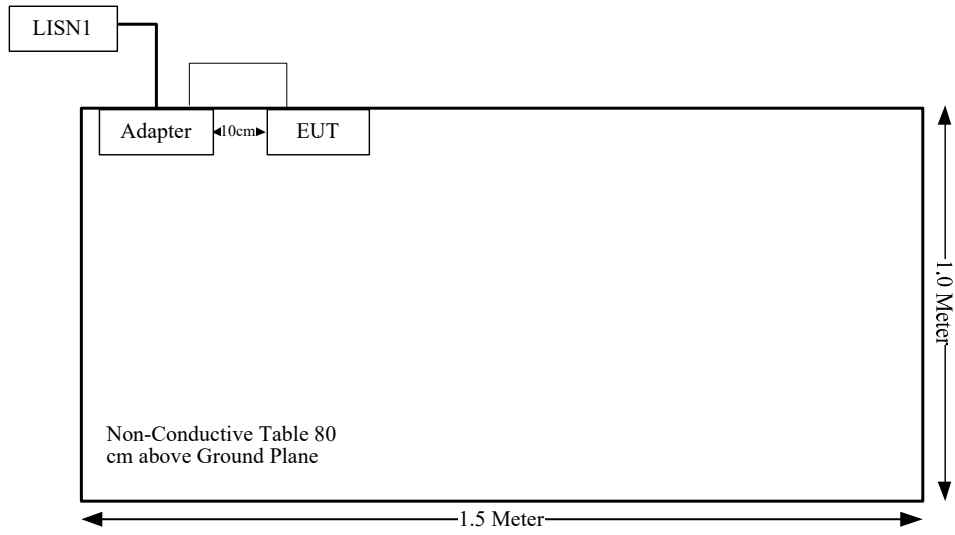 LISN1
Adapter
10cm
EUT
1.0 Meter
Non-Conductive Table 80
cm above Ground Plane
1.5 Meter